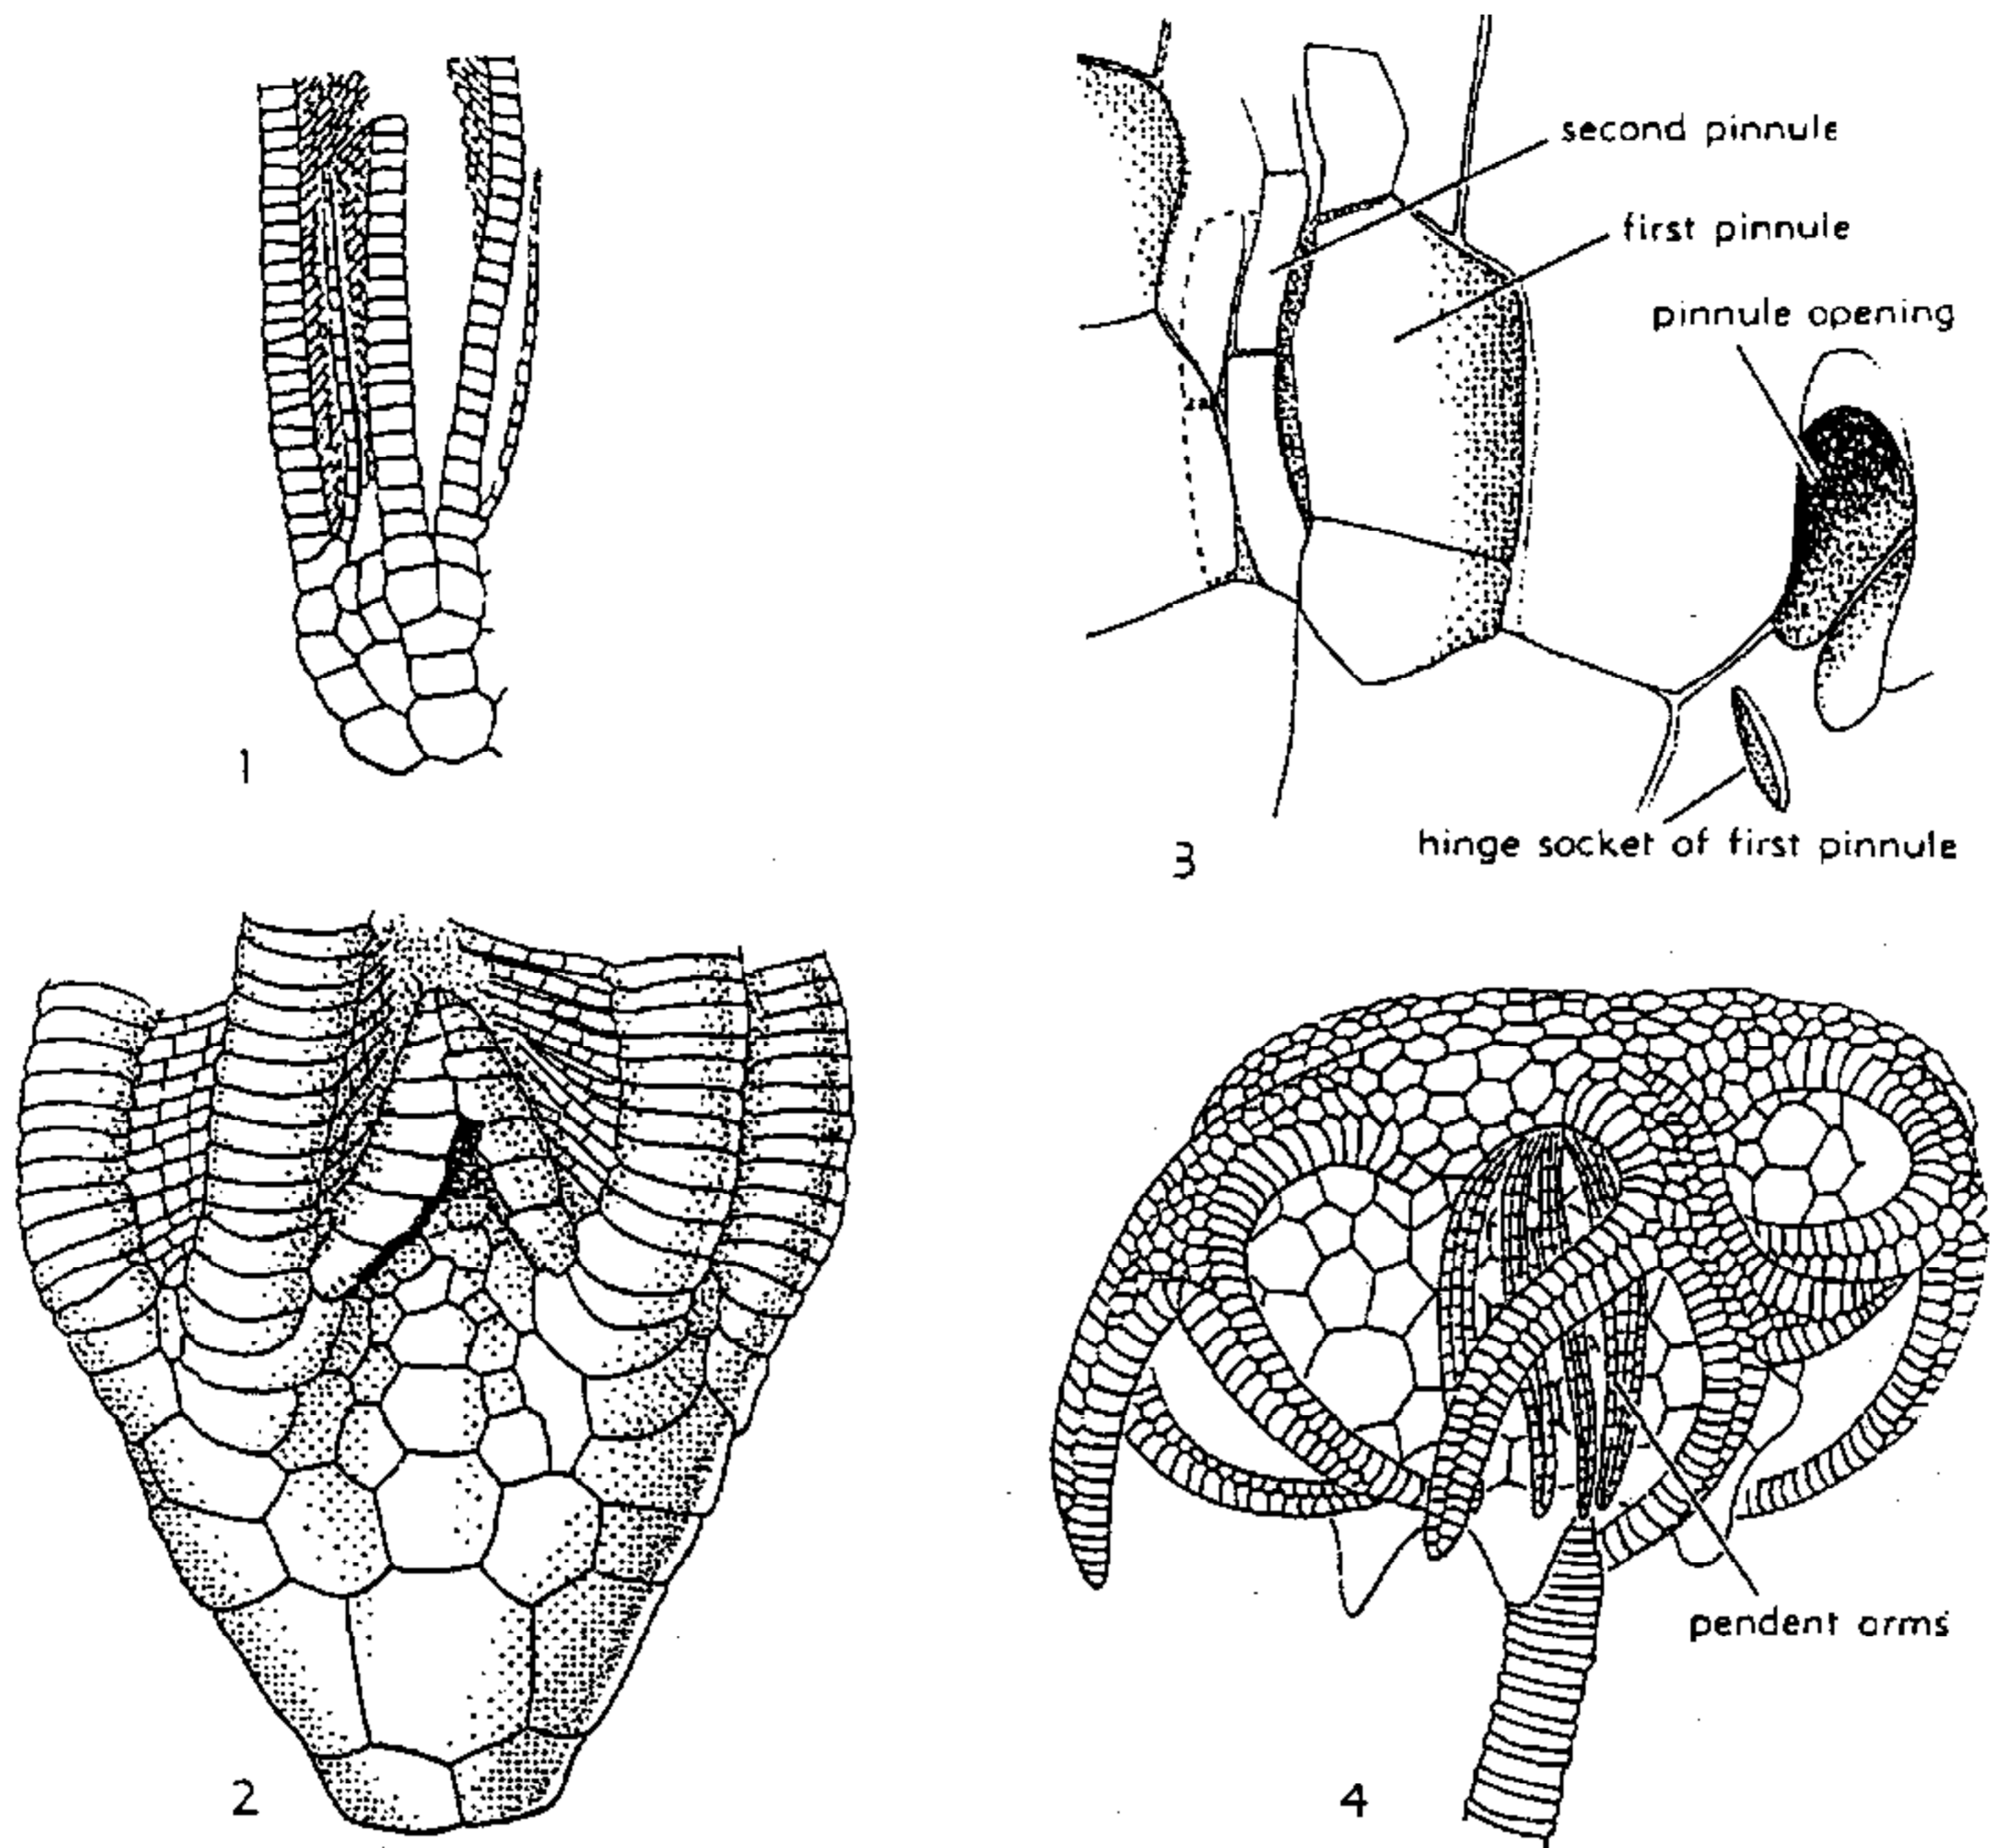 second pinnule
first pinnule
pinnule opening
1
hinge socket of first pinnule
3
2
pendent arms
4